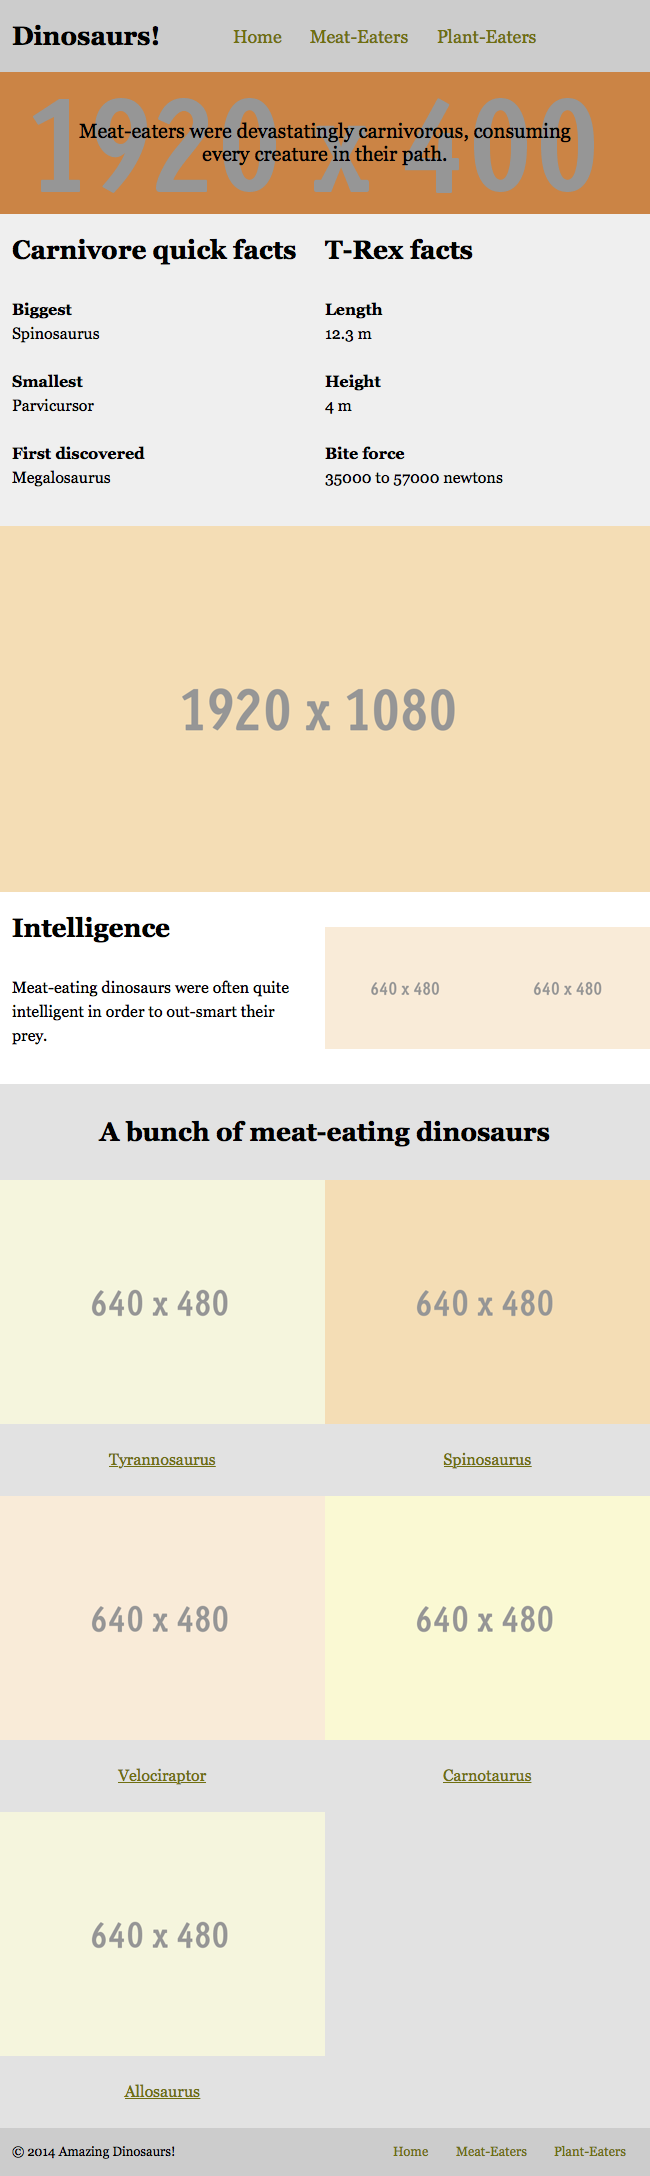 Dinosaurs!
Home Meat-Eaters Plant-Eaters
1920 x 400
Meat-eaters were devastatingly carnivorous, consuming
every creature in their path.
Carnivore quick facts
Biggest
Spinosaurus
Smallest
Parvicursor
First discovered
Megalosaurus
T-Rex facts
Length
12.3 m
Height
4 m
Bite force
35000 to 57000 newtons
1920 x 1080
Intelligence
Meat-eating dinosaurs were often quite
intelligent in order to out-smart their
prey.
640 x 480 640 x 480
A bunch of meat-eating dinosaurs
640 x 480 640 x 480
Tyrannosaurus Spinosaurus
640 x 480 640 x 480
Velociraptor Carnotaurus
640 x 480
Allosaurus
© 2014 Amazing Dinosaurs! Home Meat-Eaters Plant-Eaters